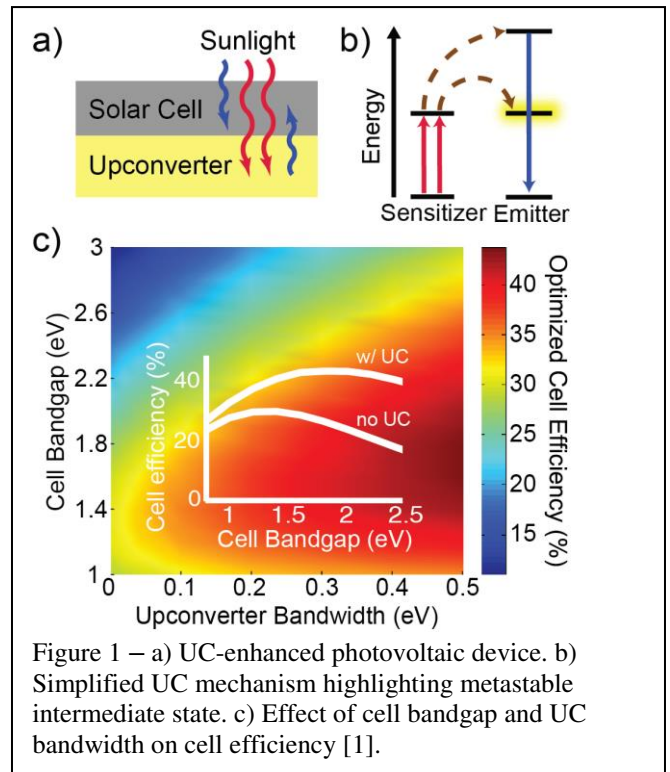 a)
Sunlight
Solar Cell
Upconverter
b)
Energy
Sensitizer Emitter
c)
3
2.6
2.2
1.8
1.4
1
Cell Bandgap (eV)
0 0.1 0.2 0.3 0.4 0.5
Upconverter Bandwidth (eV)
w/ UC
no UC
40
20
0
Cell efficiency (%)
1 1.5 2 2.5
Cell Bandgap (eV)
40
35
30
25
20
15
Optimized Cell Efficiency (%)
Figure 1 – a) UC-enhanced photovoltaic device. b)
Simplified UC mechanism highlighting metastable
intermediate state. c) Effect of cell bandgap and UC
bandwidth on cell efficiency [1].